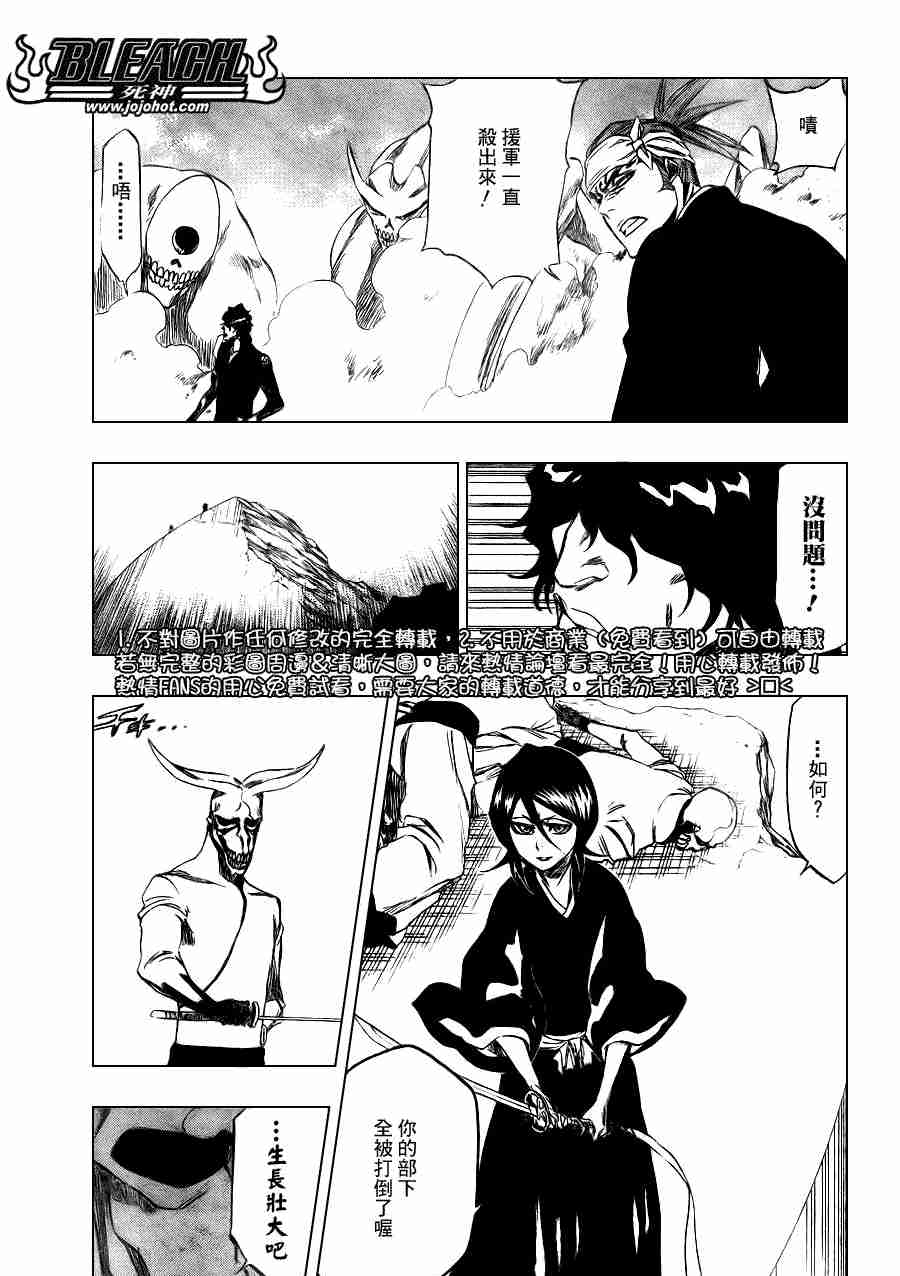 BLEACH
死神
www.jojohot.com
嘖
援軍一直
殺出來！
…唔……
沒問題…！
1.不對圖片作任何修改的完全轉載，2.不用於商業（免費看到）可自由轉載
若無完整的彩圖周漫&清晰大圖，請來熱情論壇看最完全！用心轉載發佈！
熱情FANS的用心免費試看，需要大家的轉載道德，才能分享到最好 >口<
…如何？
你的部下
全被打倒了喔
…生長壯大吧